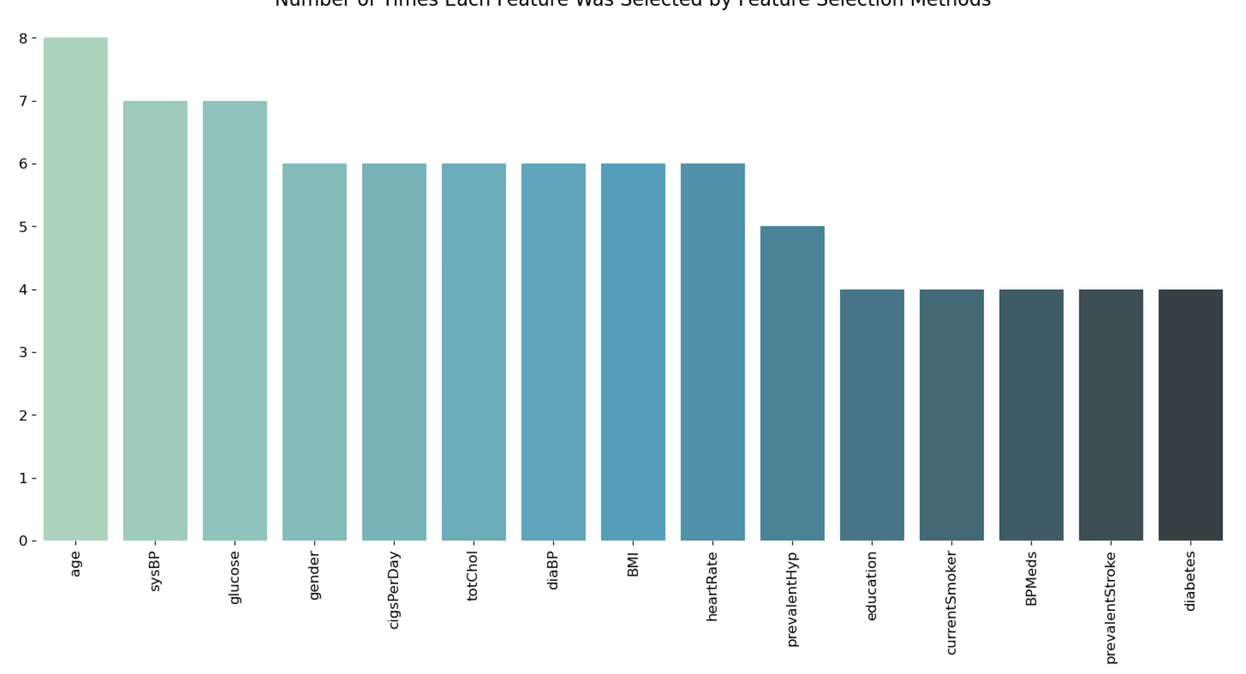 Number of Times Each Feature Was Selected by Feature Selection Methods
8
7
6
5
4
3
2
1
0
age
sysBP
glucose
gender
cigsPerDay
totChol
diaBP
BMI
heartRate
prevalentHyp
education
currentSmoker
BPMeds
prevalentStroke
diabetes